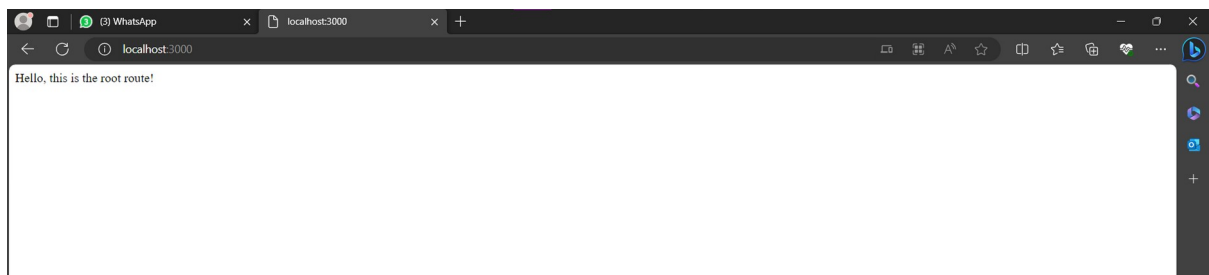 (3) WhatsApp
localhost:3000
localhost:3000
Hello, this is the root route!